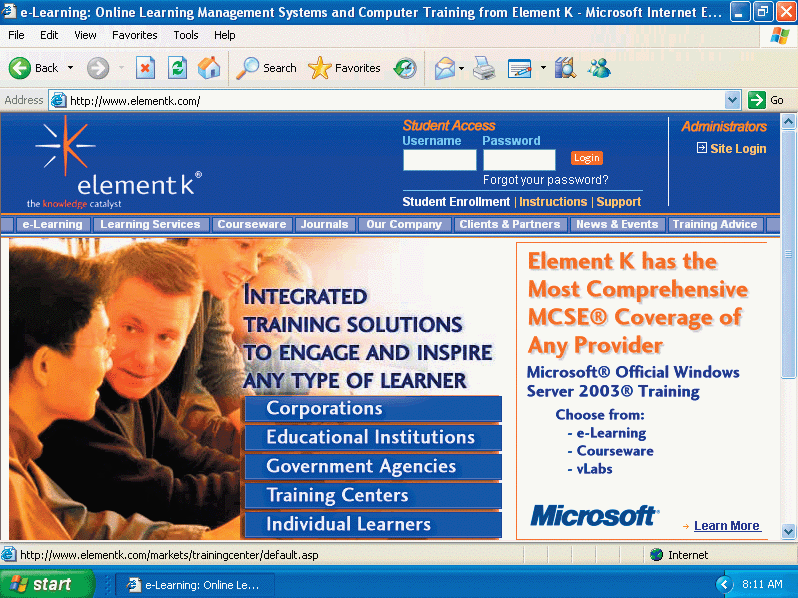 e-Learning: Online Learning Management Systems and Computer Training from Element K - Microsoft Internet E...
File Edit View Favorites Tools Help
Back Search Favorites
Address http://www.elementk.com/ Go
Student Access
Username Password
Login
Forgot your password?
Student Enrollment | Instructions | Support
Administrators
Site Login
element k®
the knowledge catalyst
e-Learning Learning Services Courseware Journals Our Company Clients & Partners News & Events Training Advice
INTEGRATED
TRAINING SOLUTIONS
TO ENGAGE AND INSPIRE
ANY TYPE OF LEARNER
Corporations
Educational Institutions
Government Agencies
Training Centers
Individual Learners
Element K has the
Most Comprehensive
MCSE® Coverage of
Any Provider
Microsoft® Official Windows
Server 2003® Training
Choose from:
- e-Learning
- Courseware
- vLabs
Microsoft®
Learn More
http://www.elementk.com/markets/trainingcenter/default.asp Internet
start e-Learning: Online Le... 8:11 AM